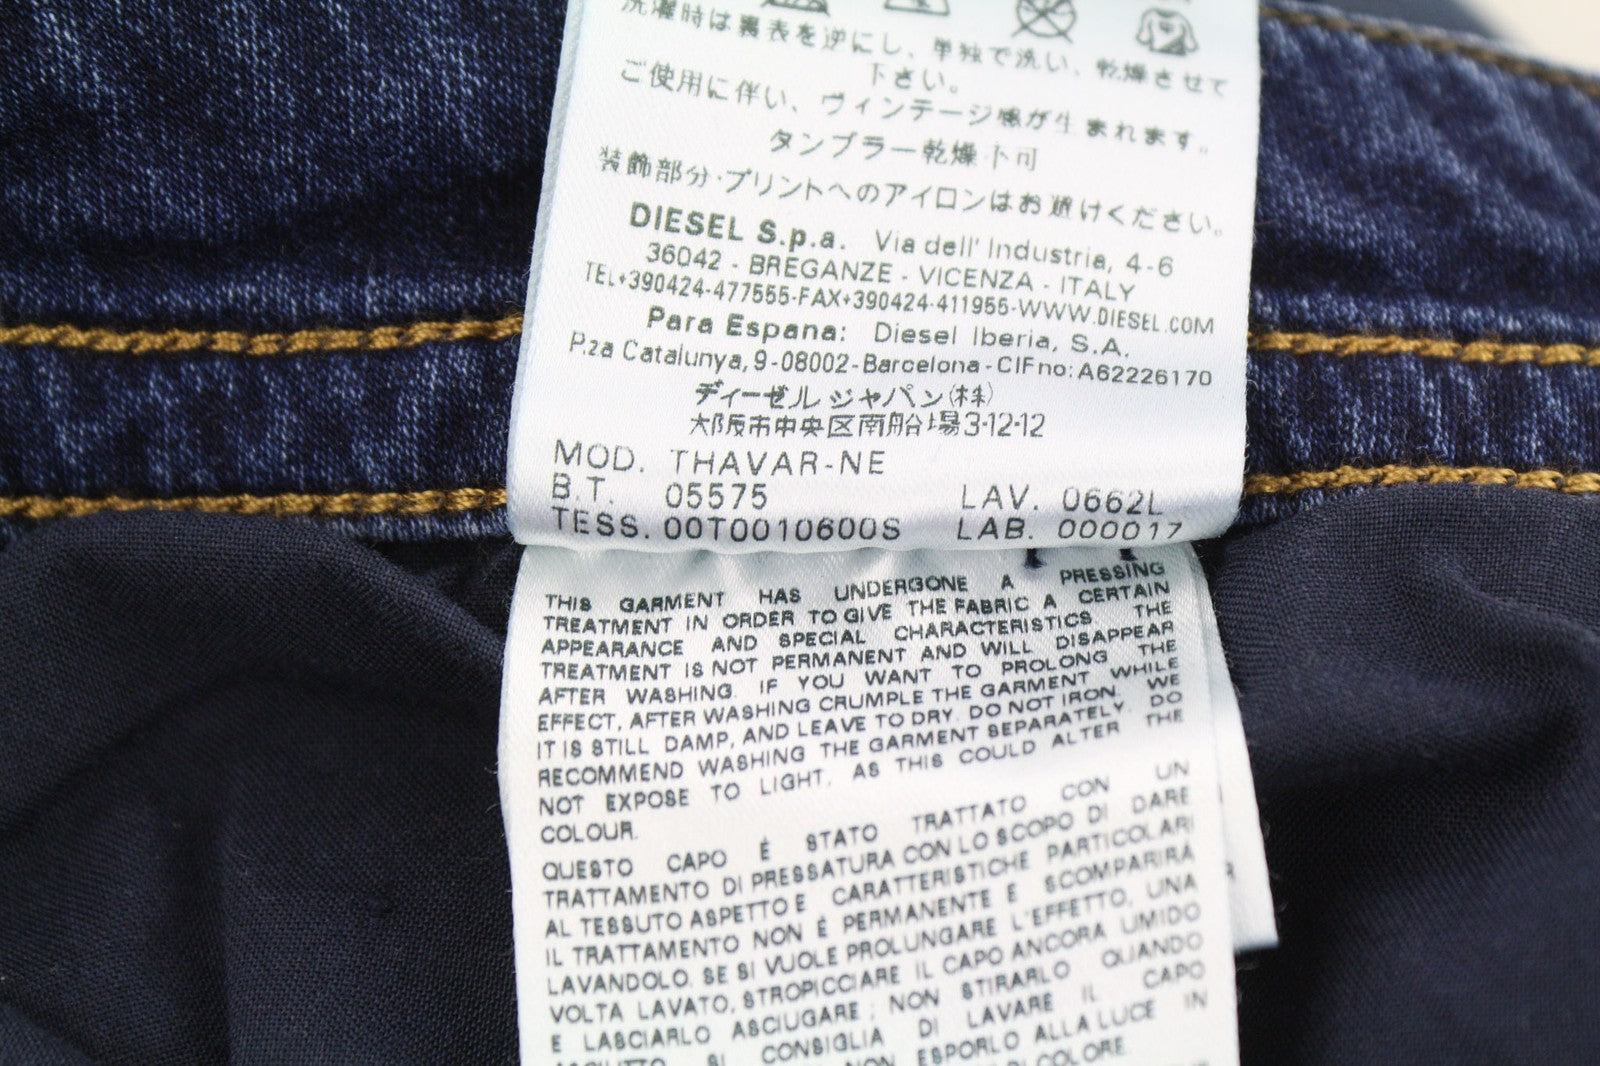 洗濯時は裏表を逆にし、単独で洗い、乾燥させて
下さい。
ご使用に伴い、ヴィンテージ感が生まれます。
タンブラー乾燥不可
装飾部分・プリントへのアイロンはお避けください。
DIESEL S.p.a. Via dell' Industria, 4-6
36042 - BREGANZE - VICENZA - ITALY
TEL+390424-477555-FAX+390424-411955-WWW.DIESEL.COM
Para Espana: Diesel Iberia, S.A.
P.za Catalunya, 9-08002-Barcelona-CIF no: A62226170
ディーゼル ジャパン(株)
大阪市中央区南船場3-12-12
MOD. THAVAR-NE
B.T. 05575 LAV. 0662L
TESS. 00T0010600S LAB. 000017
THIS GARMENT HAS UNDERGONE A PRESSING
TREATMENT IN ORDER TO GIVE THE FABRIC A CERTAIN
APPEARANCE AND SPECIAL CHARACTERISTICS THE
TREATMENT IS NOT PERMANENT AND WILL DISAPPEAR
AFTER WASHING. IF YOU WANT TO PROLONG THE
EFFECT, AFTER WASHING CRUMPLE THE GARMENT WHILE
IT IS STILL DAMP, AND LEAVE TO DRY. DO NOT IRON. WE
RECOMMEND WASHING THE GARMENT SEPARATELY. DO
NOT EXPOSE TO LIGHT, AS THIS COULD ALTER THE
COLOUR.
QUESTO CAPO È STATO TRATTATO CON UN
TRATTAMENTO DI PRESSATURA CON LO SCOPO DI DARE
AL TESSUTO ASPETTO E CARATTERISTICHE PARTICOLARI
IL TRATTAMENTO NON È PERMANENTE E SCOMPARIRÀ
LAVANDOLO. SE SI VUOLE PROLUNGARE L'EFFETTO, UNA
VOLTA LAVATO, STROPICCIARE IL CAPO ANCORA UMIDO
E LASCIARLO ASCIUGARE; NON STIRARLO QUANDO
ASCIUTTO. SI CONSIGLIA DI LAVARE IL CAPO
NON ESPORLO ALLA LUCE IN
DI COLORE.